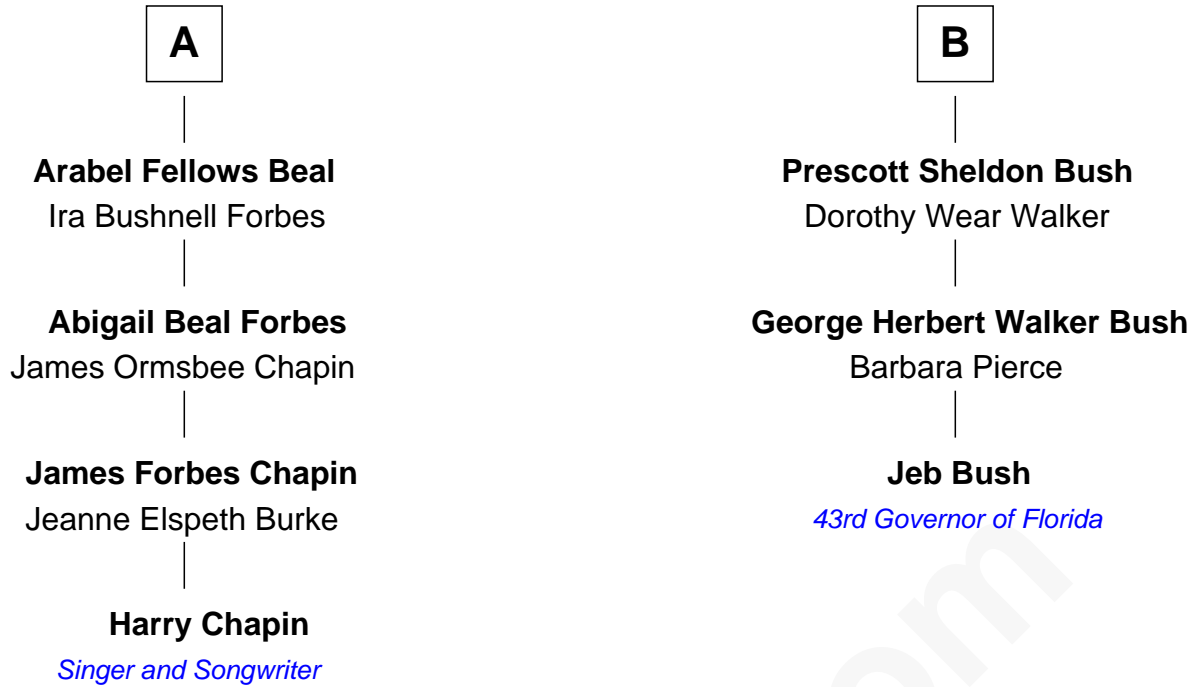 A
Arabel Fellows Beal
Ira Bushnell Forbes
Abigail Beal Forbes
James Ormsbee Chapin
James Forbes Chapin
Jeanne Elspeth Burke
Harry Chapin
Singer and Songwriter
B
Prescott Sheldon Bush
Dorothy Wear Walker
George Herbert Walker Bush
Barbara Pierce
Jeb Bush
43rd Governor of Florida
om